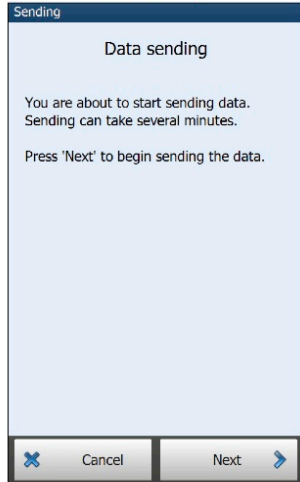 Sending
Data sending
You are about to start sending data.
Sending can take several minutes.
Press 'Next' to begin sending the data.
Cancel
Next